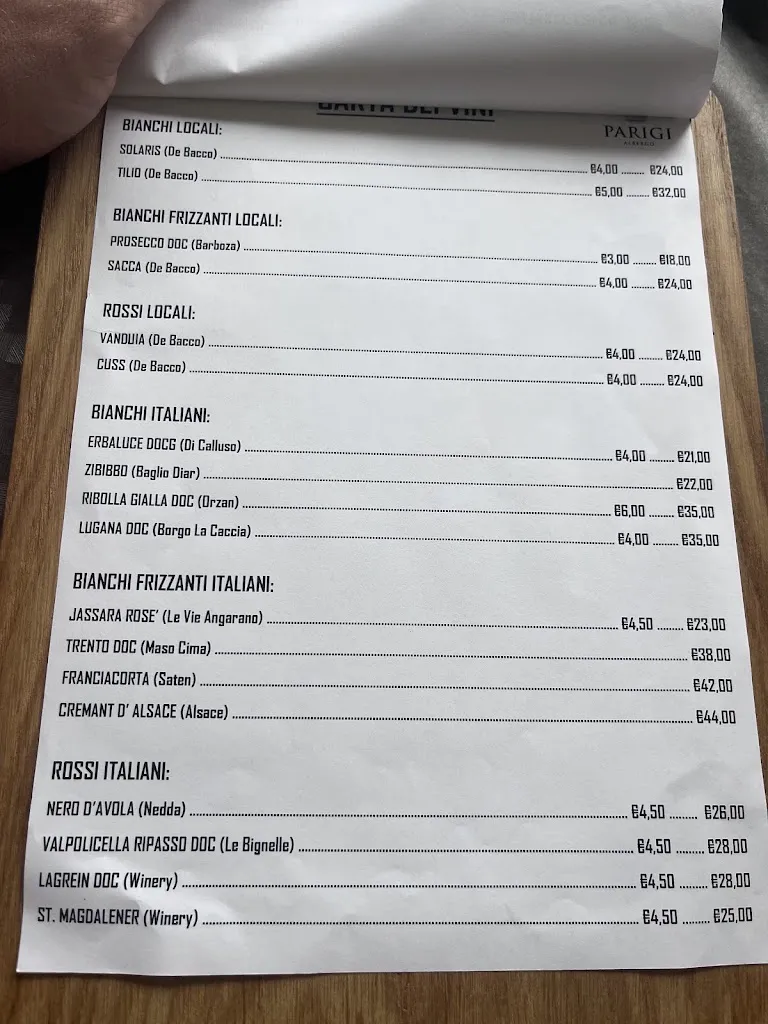 CARTA DEI VINI
PARIGI
ALBERGO
BIANCHI LOCALI:
SOLARIS (De Bacco) ........ €4,00 ........ €24,00
TILIO (De Bacco) ........ €5,00 ........ €32,00
BIANCHI FRIZZANTI LOCALI:
PROSECCO DOC (Barboza) ........ €3,00 ........ €18,00
SACCA (De Bacco) ........ €4,00 ........ €24,00
ROSSI LOCALI:
VANDUIA (De Bacco) ........ €4,00 ........ €24,00
CUSS (De Bacco) ........ €4,00 ........ €24,00
BIANCHI ITALIANI:
ERBALUCE DOCG (Di Calluso) ........ €4,00 ........ €21,00
ZIBIBBO (Baglio Diar) ........ €22,00
RIBOLLA GIALLA DOC (Orzan) ........ €6,00 ........ €35,00
LUGANA DOC (Borgo La Caccia) ........ €4,00 ........ €35,00
BIANCHI FRIZZANTI ITALIANI:
JASSARA ROSE' (Le Vie Angarano) ........ €4,50 ........ €23,00
TRENTO DOC (Maso Cima) ........ €38,00
FRANCIACORTA (Saten) ........ €42,00
CREMANT D' ALSACE (Alsace) ........ €44,00
ROSSI ITALIANI:
NERO D'AVOLA (Nedda) ........ €4,50 ........ €26,00
VALPOLICELLA RIPASSO DOC (Le Bignelle) ........ €4,50 ........ €28,00
LAGREIN DOC (Winery) ........ €4,50 ........ €28,00
ST. MAGDALENER (Winery) ........ €4,50 ........ €25,00